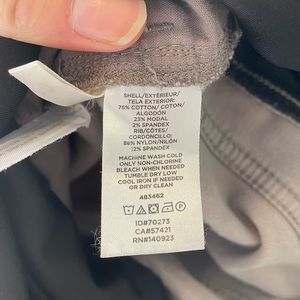 SHELL/EXTÉRIEUR/
TELA EXTERIOR:
75% COTTON/ COTON/
ALGODÓN
23% MODAL
2% SPANDEX
RIB/CÔTES/
CORDONCILLO:
88% NYLON/NILÓN
12% SPANDEX
MACHINE WASH COLD
ONLY NON-CHLORINE
BLEACH WHEN NEEDED
TUMBLE DRY LOW
COOL IRON IF NEEDED
OR DRY CLEAN
483462
ID#70273
CA#57421
RN#140923